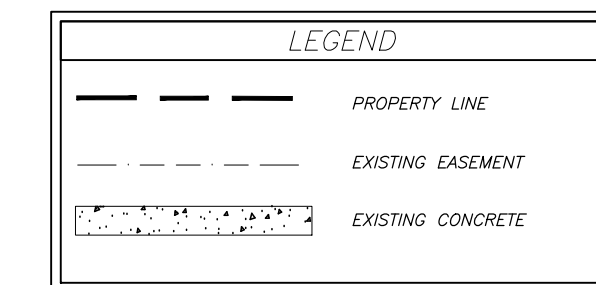 LEGEND
PROPERTY LINE
EXISTING EASEMENT
EXISTING CONCRETE